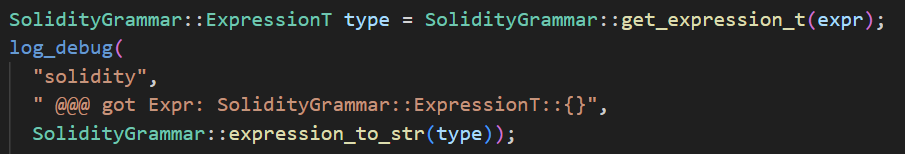 SolidityGrammar::ExpressionT type = SolidityGrammar::get_expression_t(expr);
log_debug(
"solidity",
" @@@ got Expr: SolidityGrammar::ExpressionT::{}",
SolidityGrammar::expression_to_str(type));